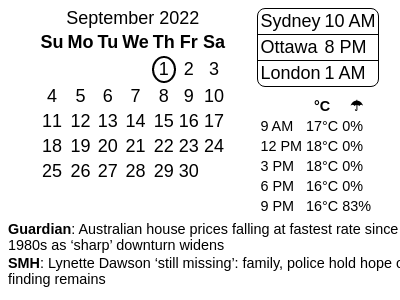 September 2022
Su Mo Tu We Th Fr Sa
1 2 3
4 5 6 7 8 9 10
11 12 13 14 15 16 17
18 19 20 21 22 23 24
25 26 27 28 29 30
Sydney 10 AM
Ottawa 8 PM
London 1 AM
°C ☂
9 AM 17°C 0%
12 PM 18°C 0%
3 PM 18°C 0%
6 PM 16°C 0%
9 PM 16°C 83%
Guardian: Australian house prices falling at fastest rate since
1980s as ‘sharp’ downturn widens
SMH: Lynette Dawson ‘still missing’: family, police hold hope
finding remains